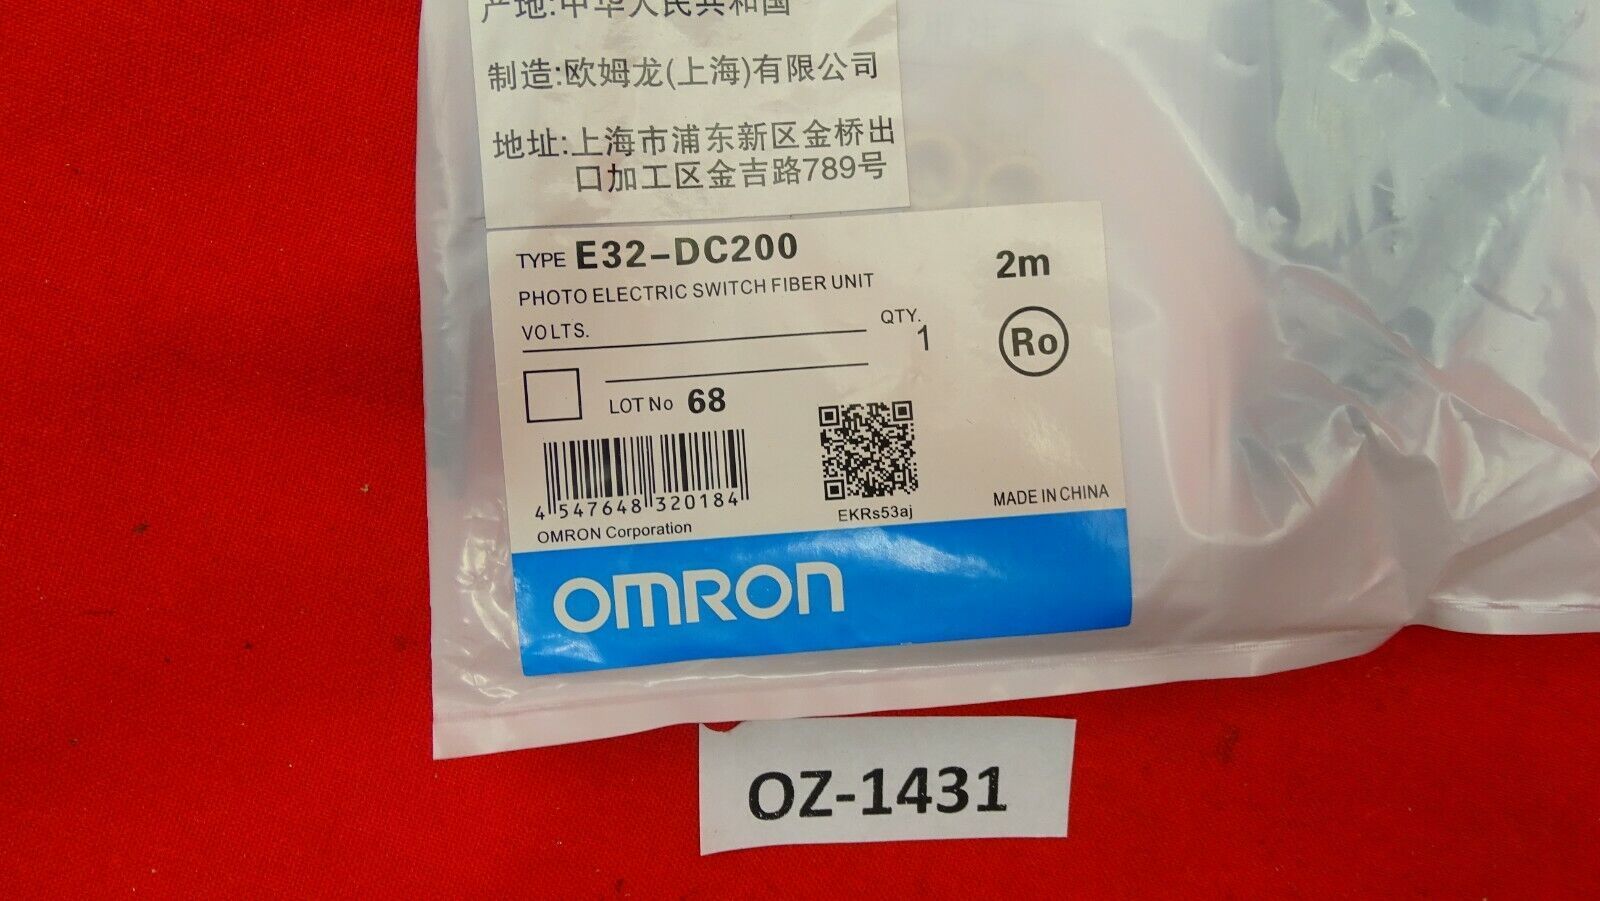 产地:中华人民共和国
制造:欧姆龙(上海)有限公司
地址:上海市浦东新区金桥出
口加工区金吉路789号
TYPE E32-DC200
2m
PHOTO ELECTRIC SWITCH FIBER UNIT
VOLTS.
QTY.
1
Ro
LOT No 68
4 547648 320184
EKRs53aj
MADE IN CHINA
OMRON Corporation
OMRON
OZ-1431